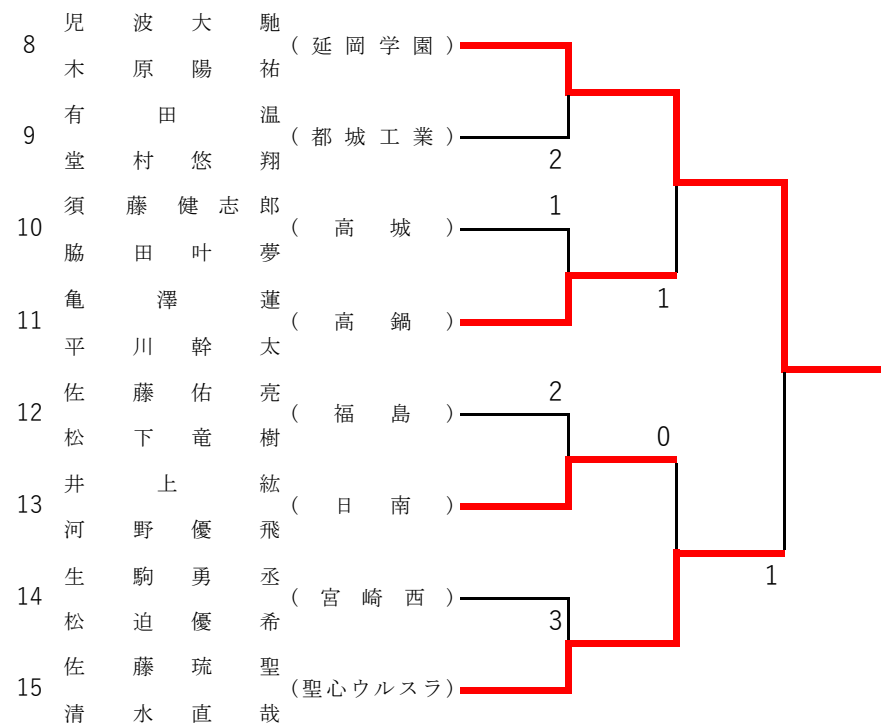 児波大馳
8 (延岡学園)
木原陽祐
有田温
9 (都城工業)
2
堂村悠翔
須藤健志郎
1
10 (高城)
脇田叶夢
亀澤蓮
1
11 (高鍋)
平川幹太
佐藤佑亮
2
12 (福島)
松下竜樹
0
井上紘
13 (日南)
河野優飛
生駒勇丞
1
14 (宮崎西)
松迫優希
3
佐藤琉聖
15 (聖心ウルスラ)
清水直哉